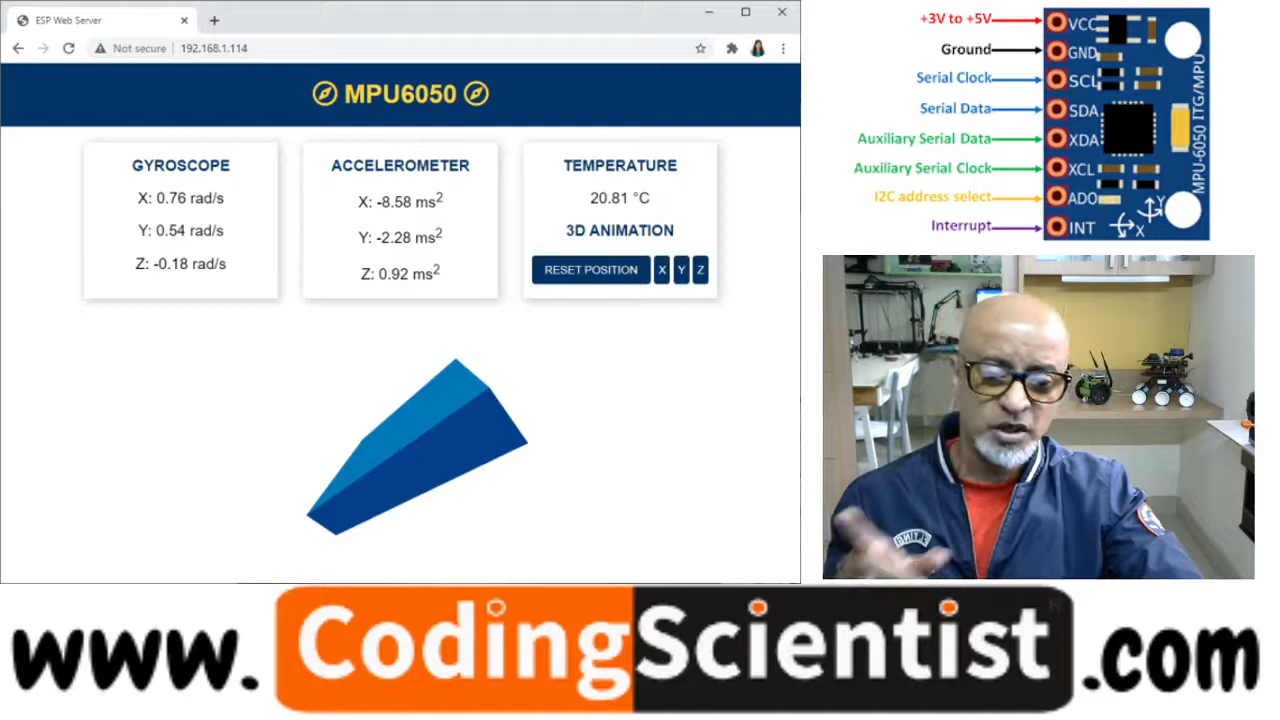 ESP Web Server
Not secure
192.168.1.114
MPU6050
GYROSCOPE
X: 0.76 rad/s
Y: 0.54 rad/s
Z: -0.18 rad/s
ACCELEROMETER
X: -8.58 ms2
Y: -2.28 ms2
Z: 0.92 ms2
TEMPERATURE
20.81 °C
3D ANIMATION
RESET POSITION X Y Z
+3V to +5V VCC
Ground GND
Serial Clock SCL
Serial Data SDA
Auxiliary Serial Data XDA
Auxiliary Serial Clock XCL
I2C address select ADO
Interrupt INT
X
Y
MPU-6050 ITG/MPU
www.CodingScientist.com